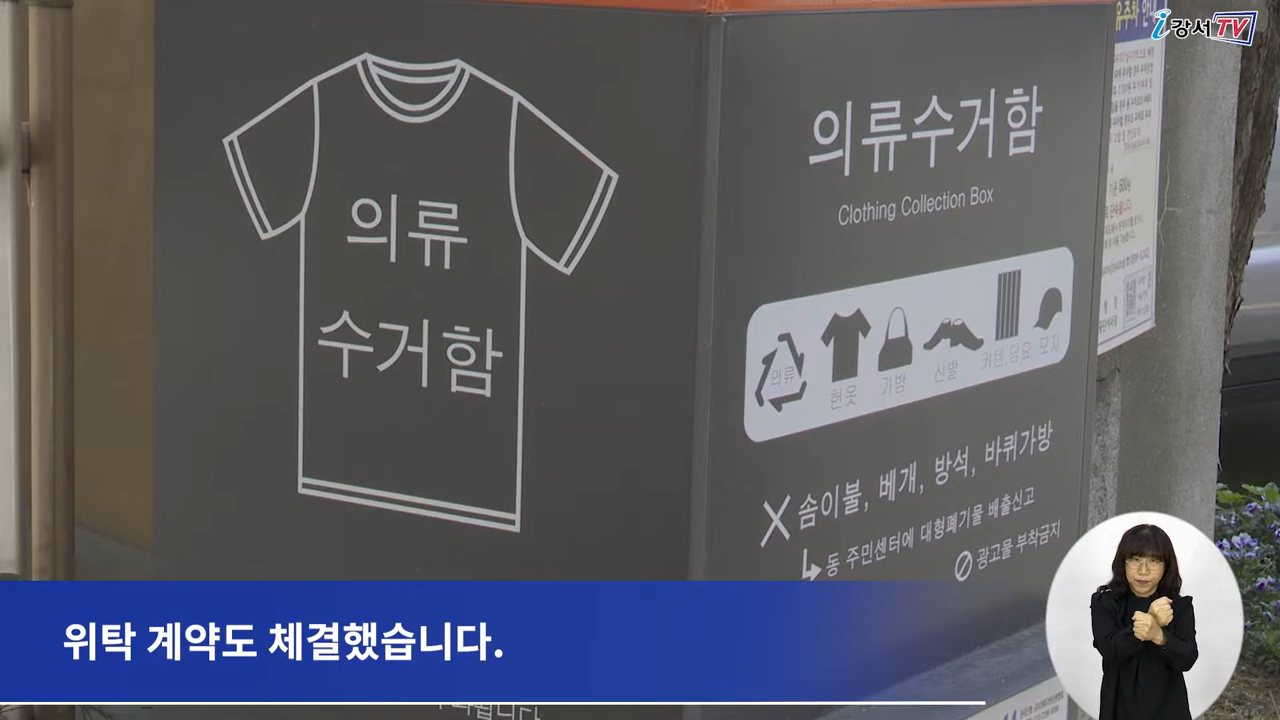 i강서TV
의류
수거함
의류수거함
Clothing Collection Box
의류
헌옷
가방
신발
커텐,담요
모자
솜이불, 베개, 방석, 바퀴가방
동 주민센터에 대형폐기물 배출신고
광고물 부착금지
위탁 계약도 체결했습니다.